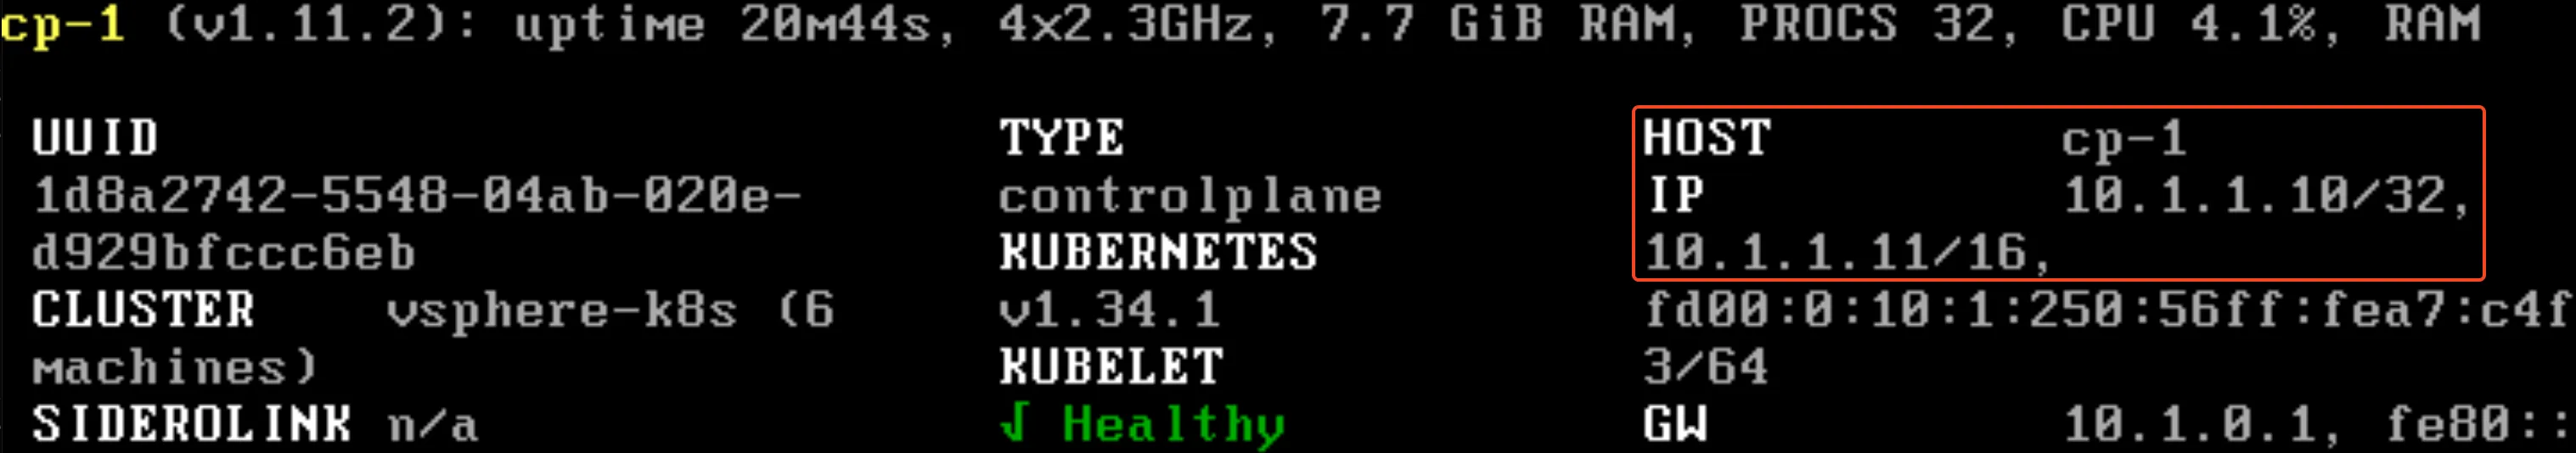 cp-1 (v1.11.2): uptime 20m44s, 4x2.3GHz, 7.7 GiB RAM, PROCS 32, CPU 4.1%, RAM
UUID TYPE HOST cp-1
1d8a2742-5548-04ab-020e- controlplane IP 10.1.1.10/32,
d929bfccc6eb KUBERNETES 10.1.1.11/16,
CLUSTER vsphere-k8s (6 v1.34.1 fd00:0:10:1:250:56ff:fea7:c4f
machines) KUBELET 3/64
SIDEROLINK n/a √ Healthy GW 10.1.0.1, fe80::